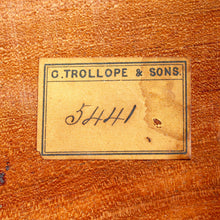 G. TROLLOPE & SONS.
5441